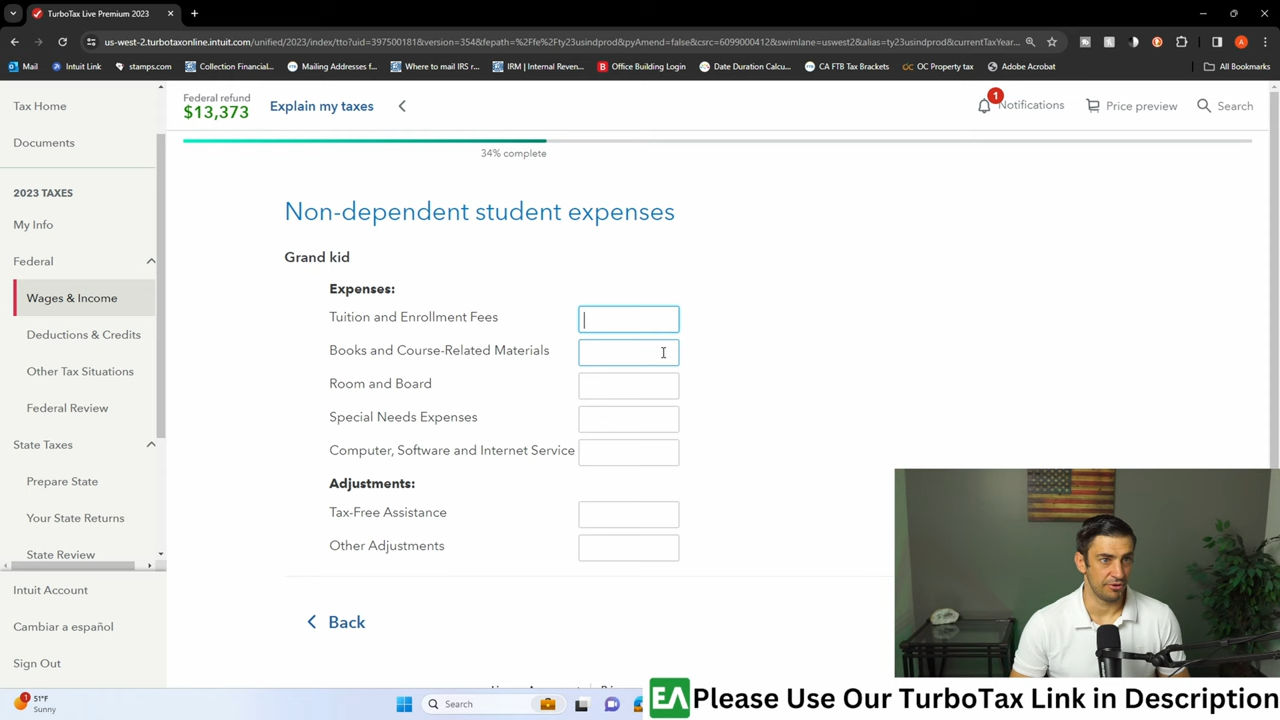 TurboTax Live Premium 2023
us-west-2.turbotaxonline.intuit.com/unified/2023/index/tto?uid=397500181&version=354&fepath=%2Ffe%2Fty23usindprod&pyAmend=false&csrc=6099000412&swimlane=uswest2&alias=ty23usindprod&currentTaxYear...
Mail
Intuit Link
stamps.com
Collection Financial...
Mailing Addresses f...
Where to mail IRS r...
IRM | Internal Reven...
Office Building Login
Date Duration Calcu...
CA FTB Tax Brackets
OC Property tax
Adobe Acrobat
All Bookmarks
Tax Home
Documents
2023 TAXES
My Info
Federal
Wages & Income
Deductions & Credits
Other Tax Situations
Federal Review
State Taxes
Prepare State
Your State Returns
State Review
Intuit Account
Cambiar a español
Sign Out
Federal refund
$13,373
Explain my taxes
1
Notifications
Price preview
Search
34% complete
Non-dependent student expenses
Grand kid
Expenses:
Tuition and Enrollment Fees
Books and Course-Related Materials
Room and Board
Special Needs Expenses
Computer, Software and Internet Service
Adjustments:
Tax-Free Assistance
Other Adjustments
Back
1
51°F
Sunny
Search
EA
Please Use Our TurboTax Link in Description